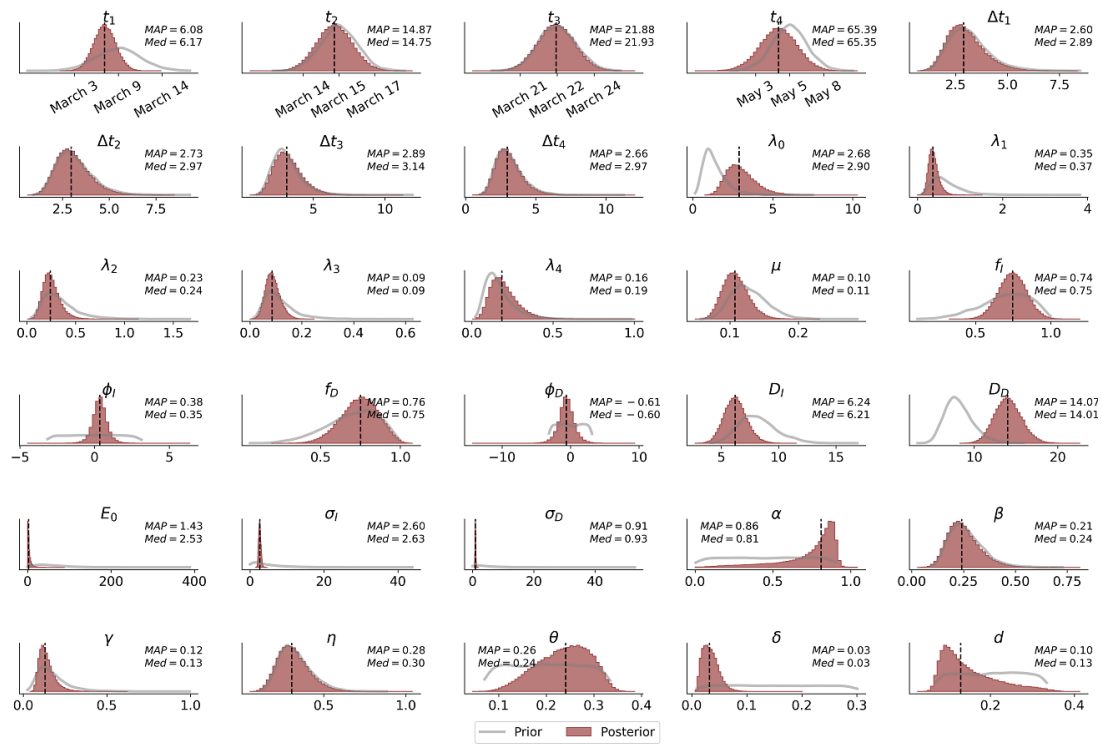 t₁ t₂ t₃ t₄ Δt₁
MAP = 6.08 MAP = 14.87 MAP = 21.88 MAP = 65.39 MAP = 2.60
Med = 6.17 Med = 14.75 Med = 21.93 Med = 65.35 Med = 2.89
March 3 March 9 March 14 March 14 March 15 March 17 March 21 March 22 March 24 May 3 May 5 May 8 2.5 5.0 7.5
Δt₂ Δt₃ Δt₄ λ₀ λ₁
MAP = 2.73 MAP = 2.89 MAP = 2.66 MAP = 2.68 MAP = 0.35
Med = 2.97 Med = 3.14 Med = 2.97 Med = 2.90 Med = 0.37
2.5 5.0 7.5 5 10 0 5 10 0 5 10 0 2 4
λ₂ λ₃ λ₄ μ f_I
MAP = 0.23 MAP = 0.09 MAP = 0.16 MAP = 0.10 MAP = 0.74
Med = 0.24 Med = 0.09 Med = 0.19 Med = 0.11 Med = 0.75
0.0 0.5 1.0 1.5 0.0 0.2 0.4 0.6 0.0 0.5 1.0 0.1 0.2 0.5 1.0
ϕ_I f_D ϕ_D D_I D_D
MAP = 0.38 MAP = 0.76 MAP = −0.61 MAP = 6.24 MAP = 14.07
Med = 0.35 Med = 0.75 Med = −0.60 Med = 6.21 Med = 14.01
−5 0 5 0.5 1.0 −10 0 10 5 10 15 10 20
E₀ σ_I σ_D α β
MAP = 1.43 MAP = 2.60 MAP = 0.91 MAP = 0.86 MAP = 0.21
Med = 2.53 Med = 2.63 Med = 0.93 Med = 0.81 Med = 0.24
0 200 400 0 20 40 0 20 40 0.0 0.5 1.0 0.00 0.25 0.50 0.75
γ η θ δ d
MAP = 0.12 MAP = 0.28 MAP = 0.26 MAP = 0.03 MAP = 0.10
Med = 0.13 Med = 0.30 Med = 0.24 Med = 0.03 Med = 0.13
0.0 0.5 1.0 0.0 0.5 1.0 0.1 0.2 0.3 0.4 0.0 0.1 0.2 0.3 0.2 0.4
Prior Posterior